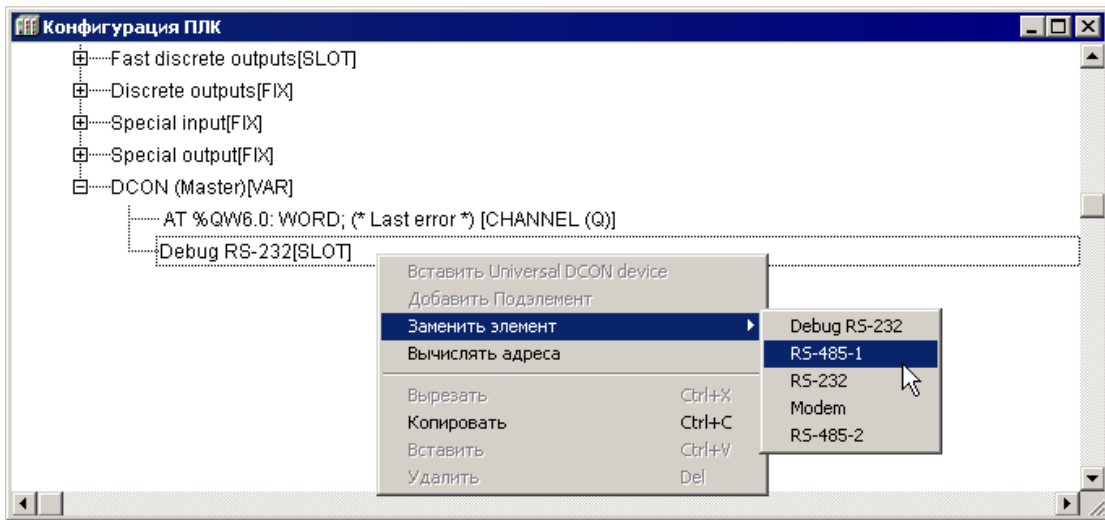 Конфигурация ПЛК
Fast discrete outputs[SLOT]
Discrete outputs[FIX]
Special input[FIX]
Special output[FIX]
DCON (Master)[VAR]
AT %QW6.0: WORD; (* Last error *) [CHANNEL (Q)]
Debug RS-232[SLOT]
Вставить Universal DCON device
Добавить Подэлемент
Заменить элемент
Вычислять адреса
Вырезать Ctrl+X
Копировать Ctrl+C
Вставить Ctrl+V
Удалить Del
Debug RS-232
RS-485-1
RS-232
Modem
RS-485-2